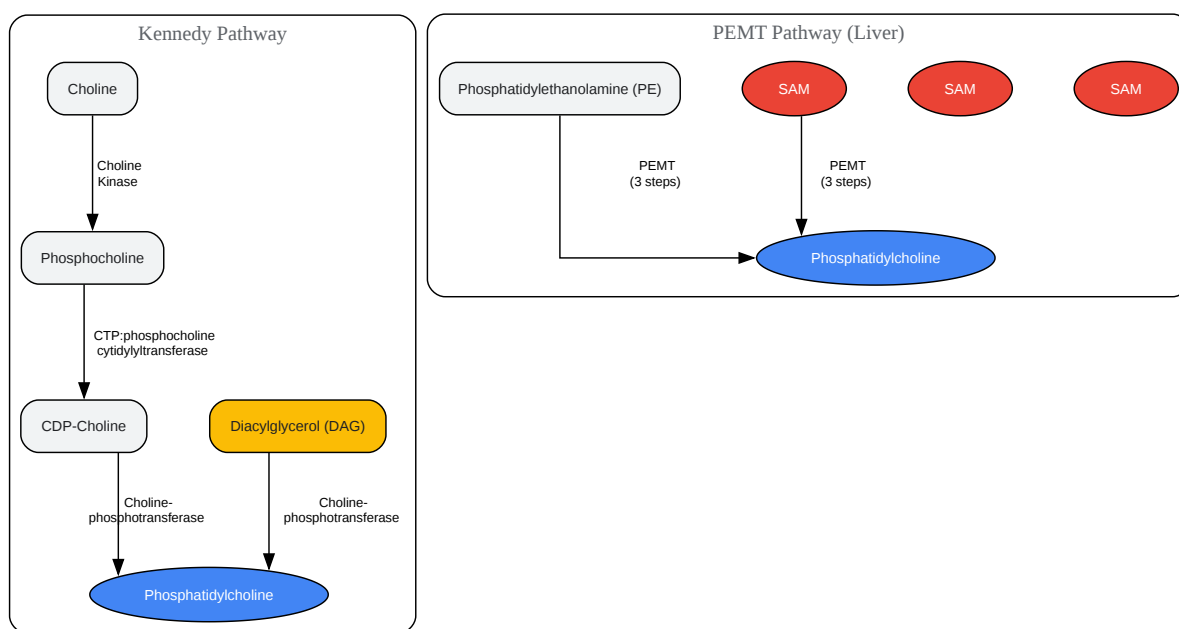 Kennedy Pathway
Choline
Choline
Kinase
Phosphocholine
CTP:phosphocholine
cytidylyltransferase
CDP-Choline
Diacylglycerol (DAG)
Choline-
phosphotransferase
Choline-
phosphotransferase
Phosphatidylcholine
PEMT Pathway (Liver)
Phosphatidylethanolamine (PE)
SAM
SAM
SAM
PEMT
(3 steps)
PEMT
(3 steps)
Phosphatidylcholine